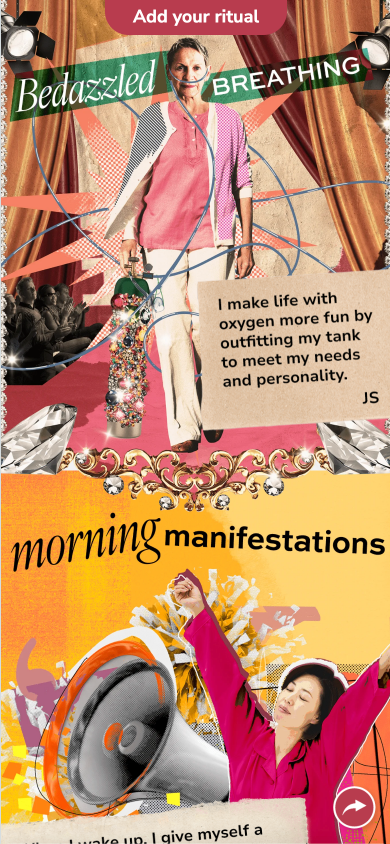 Add your ritual
Bedazzled BREATHING
I make life with
oxygen more fun by
outfitting my tank
to meet my needs
and personality.
JS
morning manifestations
wake up, I give myself a